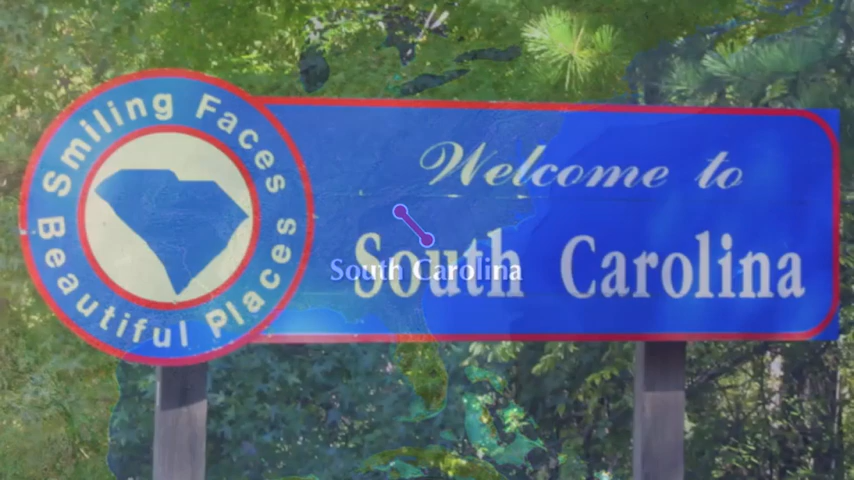 Smiling Faces
Beautiful Places
Welcome to
South Carolina
South Carolina